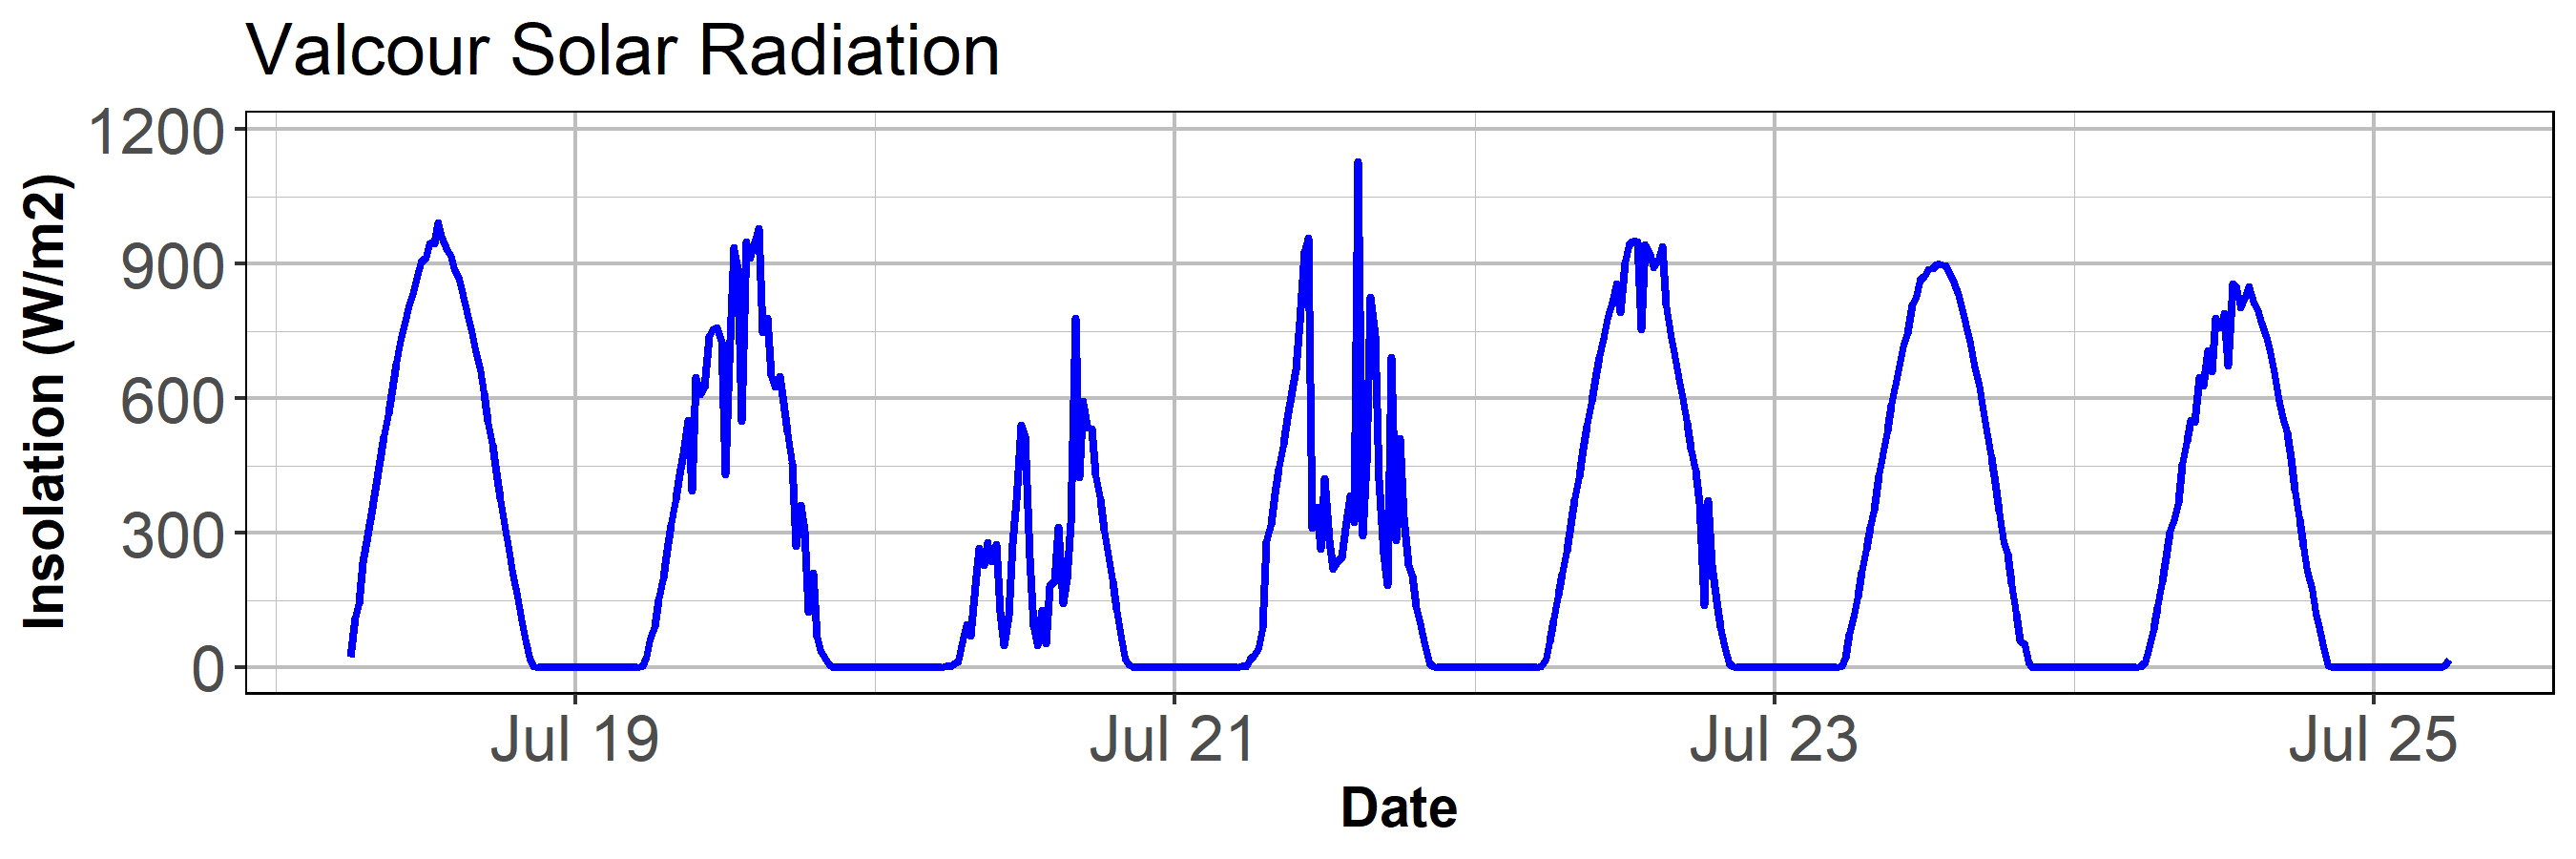 Valcour Solar Radiation
1200
900
600
300
0
Insolation (W/m2)
Jul 19 Jul 21 Jul 23 Jul 25
Date